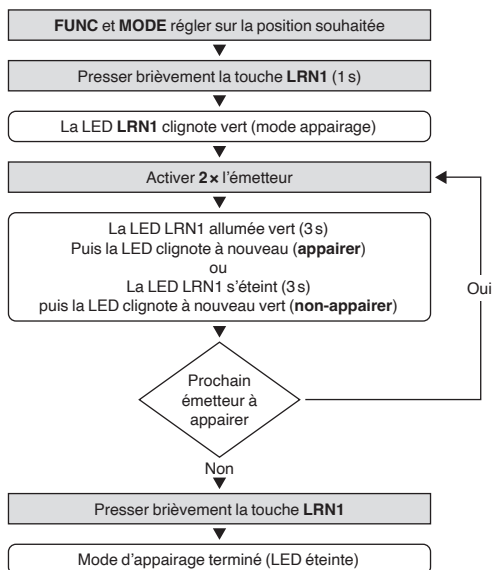 FUNC et MODE régler sur la position souhaitée
Presser brièvement la touche LRN1 (1 s)
La LED LRN1 clignote vert (mode appairage)
Activer 2× l'émetteur
La LED LRN1 allumée vert (3 s)
Puis la LED clignote à nouveau (appairer)
ou
La LED LRN1 s'éteint (3 s)
puis la LED clignote à nouveau vert (non-appairer)
Oui
Prochain
émetteur à
appairer
Non
Presser brièvement la touche LRN1
Mode d'appairage terminé (LED éteinte)